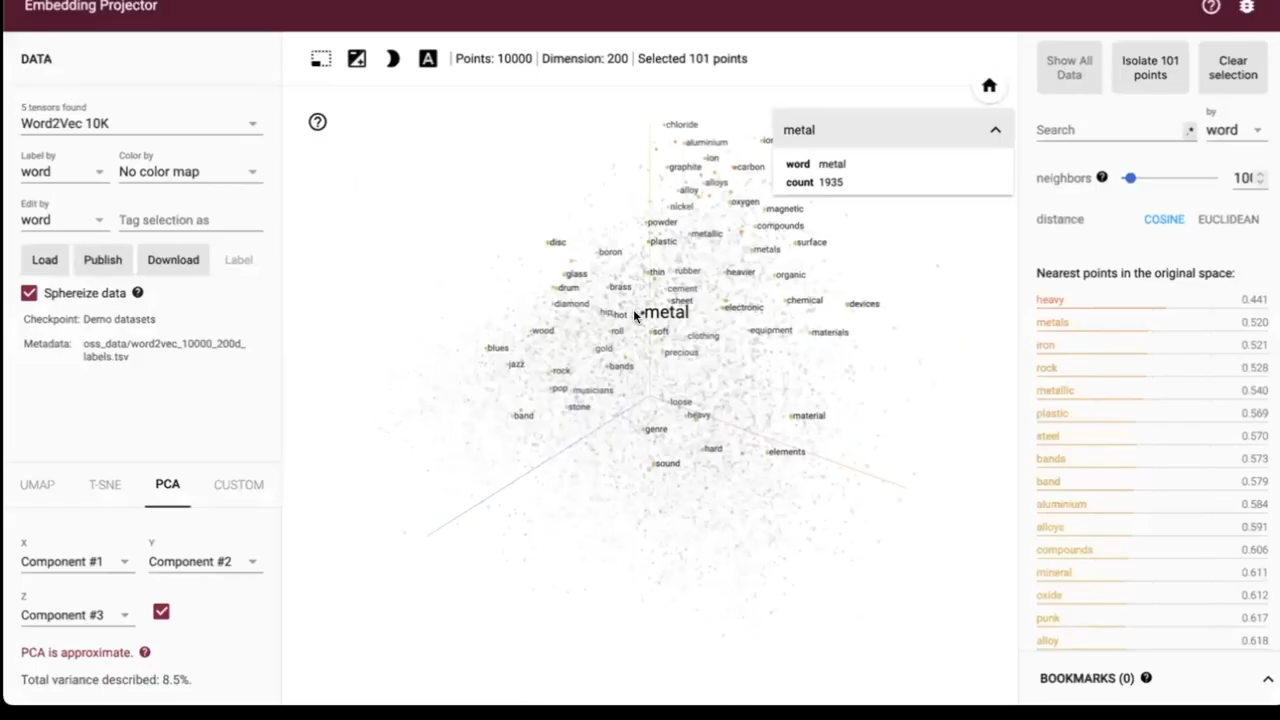 Embedding Projector
DATA
5 tensors found
Word2Vec 10K
Label by
Color by
word
No color map
Edit by
word
Tag selection as
Load
Publish
Download
Label
Sphereize data
Checkpoint: Demo datasets
Metadata:
oss_data/word2vec_10000_200d_
labels.tsv
UMAP
T-SNE
PCA
CUSTOM
X
Y
Component #1
Component #2
Z
Component #3
PCA is approximate.
Total variance described: 8.5%.
A
Points: 10000
Dimension: 200
Selected 101 points
metal
word metal
count 1935
chloride
aluminium
ion
graphite
carbon
alloys
alloy
nickel
oxygen
magnetic
powder
compounds
metallic
plastic
disc
surface
metals
boron
thin
rubber
heavier
organic
glass
drum
brass
cement
diamond
sheet
electronic
chemical
devices
hot
metal
wood
roll
soft
clothing
equipment
materials
blues
gold
precious
jazz
rock
bands
pop
musicians
loose
stone
band
heavy
material
genre
hard
elements
sound
Show All
Data
Isolate 101
points
Clear
selection
by
Search
.*
word
neighbors
distance
COSINE
EUCLIDEAN
Nearest points in the original space:
heavy 0.441
metals 0.520
iron 0.521
rock 0.528
metallic 0.540
plastic 0.569
steel 0.570
bands 0.573
band 0.579
aluminium 0.584
alloys 0.591
compounds 0.606
mineral 0.611
oxide 0.612
punk 0.617
alloy 0.618
BOOKMARKS (0)